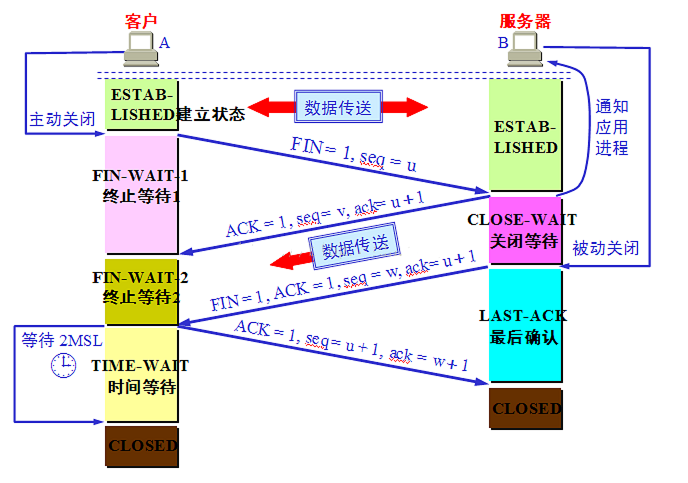 客户
服务器
A
B
ESTAB-
LISHED建立状态
数据传送
ESTAB-
LISHED
通知
应用
进程
主动关闭
FIN = 1, seq = u
FIN-WAIT-1
终止等待1
ACK = 1, seq= v, ack= u+1
CLOSE-WAIT
关闭等待
数据传送
被动关闭
FIN-WAIT-2
终止等待2
FIN=1, ACK = 1, seq = w, ack= u+1
LAST-ACK
最后确认
等待 2MSL
ACK = 1, seq= u+1, ack = w+1
TIME-WAIT
时间等待
CLOSED
CLOSED